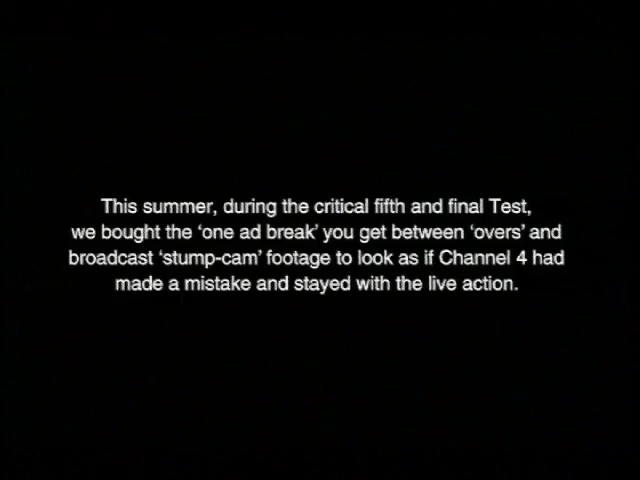 This summer, during the critical fifth and final Test,
we bought the ‘one ad break’ you get between ‘overs’ and
broadcast ‘stump-cam’ footage to look as if Channel 4 had
made a mistake and stayed with the live action.